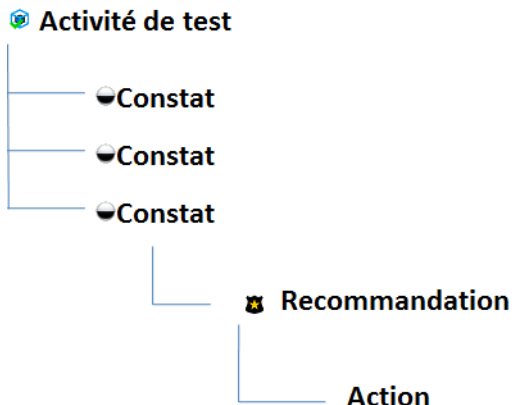 Activité de test
Constat
Constat
Constat
Recommandation
Action